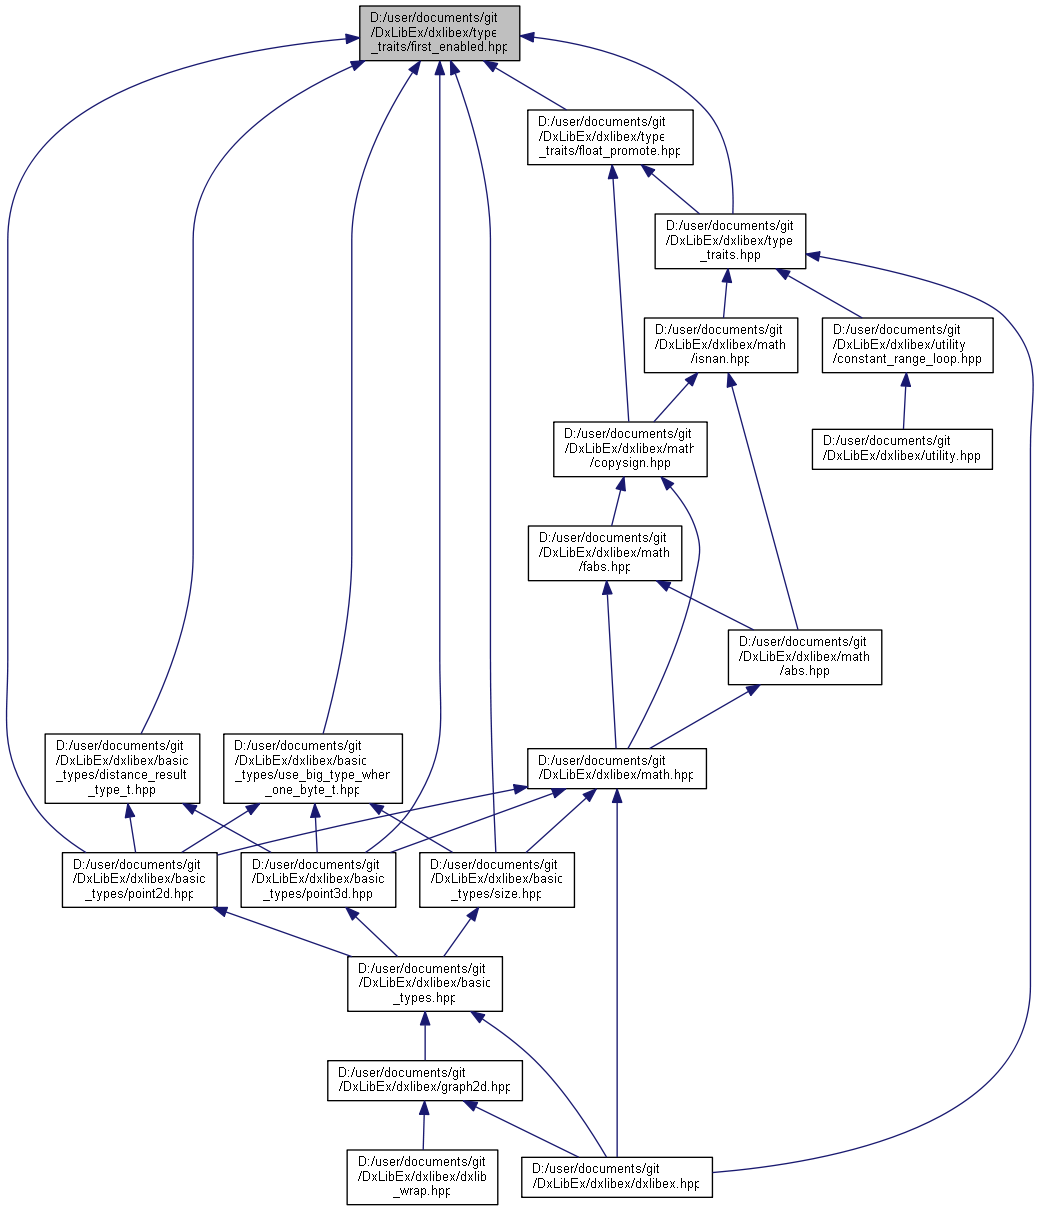 D:/user/documents/git
/DxLibEx/dxlibex/type
_traits/first_enabled.hpp
D:/user/documents/git
/DxLibEx/dxlibex/type
_traits/float_promote.hpp
D:/user/documents/git
/DxLibEx/dxlibex/type
_traits.hpp
D:/user/documents/git
/DxLibEx/dxlibex/math
/isnan.hpp
D:/user/documents/git
/DxLibEx/dxlibex/utility
/constant_range_loop.hpp
D:/user/documents/git
/DxLibEx/dxlibex/math
/copysign.hpp
D:/user/documents/git
/DxLibEx/dxlibex/utility.hpp
D:/user/documents/git
/DxLibEx/dxlibex/math
/fabs.hpp
D:/user/documents/git
/DxLibEx/dxlibex/math
/abs.hpp
D:/user/documents/git
/DxLibEx/dxlibex/basic
_types/distance_result
_type_t.hpp
D:/user/documents/git
/DxLibEx/dxlibex/basic
_types/use_big_type_when
_one_byte_t.hpp
D:/user/documents/git
/DxLibEx/dxlibex/math.hpp
D:/user/documents/git
/DxLibEx/dxlibex/basic
_types/point2d.hpp
D:/user/documents/git
/DxLibEx/dxlibex/basic
_types/point3d.hpp
D:/user/documents/git
/DxLibEx/dxlibex/basic
_types/size.hpp
D:/user/documents/git
/DxLibEx/dxlibex/basic
_types.hpp
D:/user/documents/git
/DxLibEx/dxlibex/graph2d.hpp
D:/user/documents/git
/DxLibEx/dxlibex/dxlib
_wrap.hpp
D:/user/documents/git
/DxLibEx/dxlibex/dxlibex.hpp